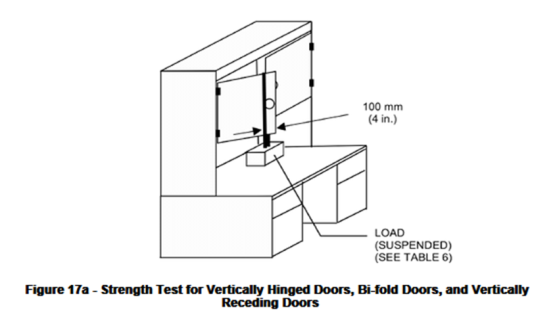 100 mm
(4 in.)
LOAD
(SUSPENDED)
(SEE TABLE 6)
Figure 17a - Strength Test for Vertically Hinged Doors, Bi-fold Doors, and Vertically
Receding Doors